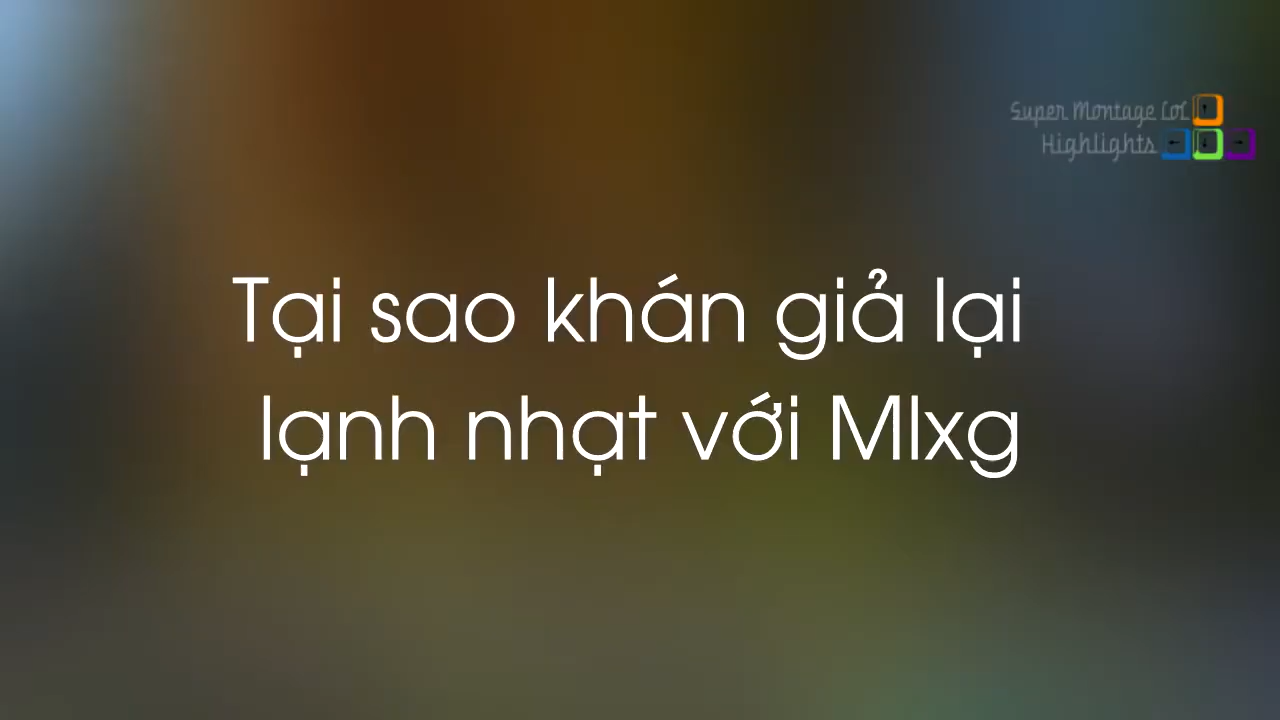 Super Montage LoL
Highlights
Tại sao khán giả lại
lạnh nhạt với Mlxg